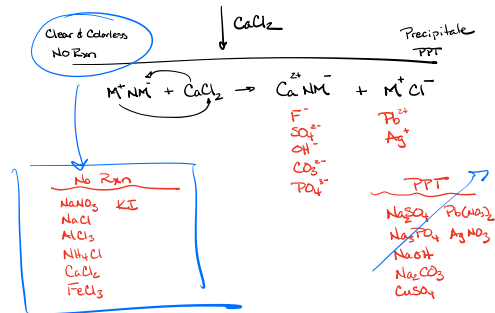 CaCl₂
Clear & Colorless
No Rxn
Precipitate
PPT
M⁺NM⁻ + CaCl₂ → Ca²⁺NM⁻ + M⁺Cl⁻
F⁻
SO₄²⁻
OH⁻
CO₃²⁻
PO₄³⁻
Pb²⁺
Ag⁺
No Rxn
NaNO₃ KI
NaCl
AlCl₃
NH₄Cl
CaCl₂
FeCl₃
PPT
Na₂SO₄ Pb(NO₃)₂
Na₃PO₄ AgNO₃
NaOH
Na₂CO₃
CuSO₄